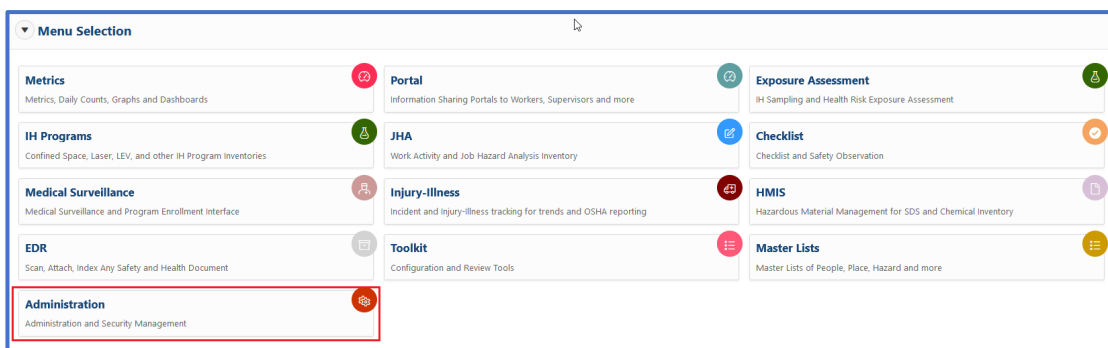 Menu Selection
Metrics
Metrics, Daily Counts, Graphs and Dashboards
Portal
Information Sharing Portals to Workers, Supervisors and more
Exposure Assessment
IH Sampling and Health Risk Exposure Assessment
IH Programs
Confined Space, Laser, LEV, and other IH Program Inventories
JHA
Work Activity and Job Hazard Analysis Inventory
Checklist
Checklist and Safety Observation
Medical Surveillance
Medical Surveillance and Program Enrollment Interface
Injury-Illness
Incident and Injury-Illness tracking for trends and OSHA reporting
HMIS
Hazardous Material Management for SDS and Chemical Inventory
EDR
Scan, Attach, Index Any Safety and Health Document
Toolkit
Configuration and Review Tools
Master Lists
Master Lists of People, Place, Hazard and more
Administration
Administration and Security Management